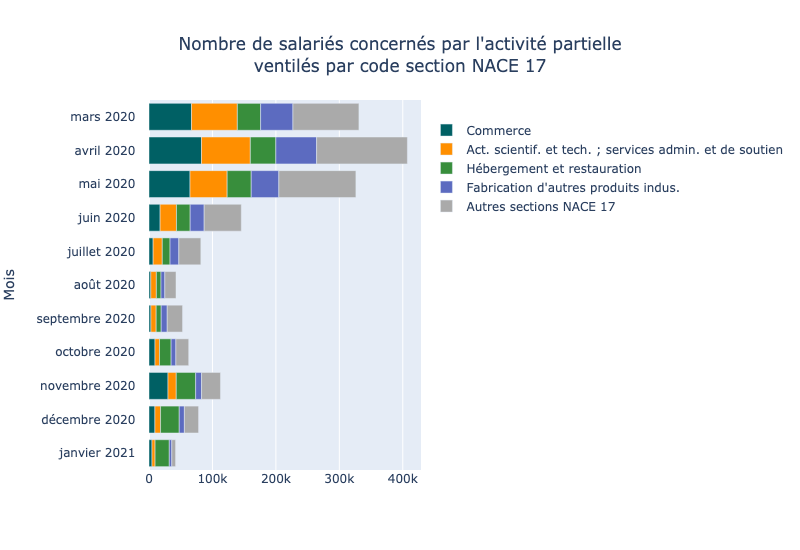 Nombre de salariés concernés par l'activité partielle
ventilés par code section NACE 17
mars 2020
avril 2020
mai 2020
juin 2020
juillet 2020
août 2020
septembre 2020
octobre 2020
novembre 2020
décembre 2020
janvier 2021
Mois
0
100k
200k
300k
400k
Commerce
Act. scientif. et tech. ; services admin. et de soutien
Hébergement et restauration
Fabrication d'autres produits indus.
Autres sections NACE 17